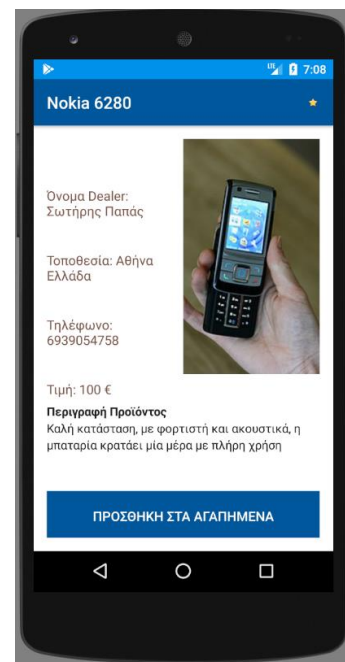 7:08
Nokia 6280
Όνομα Dealer:
Σωτήρης Παπάς
Τοποθεσία: Αθήνα
Ελλάδα
Τηλέφωνο:
6939054758
Τιμή: 100 €
Περιγραφή Προϊόντος
Καλή κατάσταση, με φορτιστή και ακουστικά, η
μπαταρία κρατάει μία μέρα με πλήρη χρήση
ΠΡΟΣΘΗΚΗ ΣΤΑ ΑΓΑΠΗΜΕΝΑ